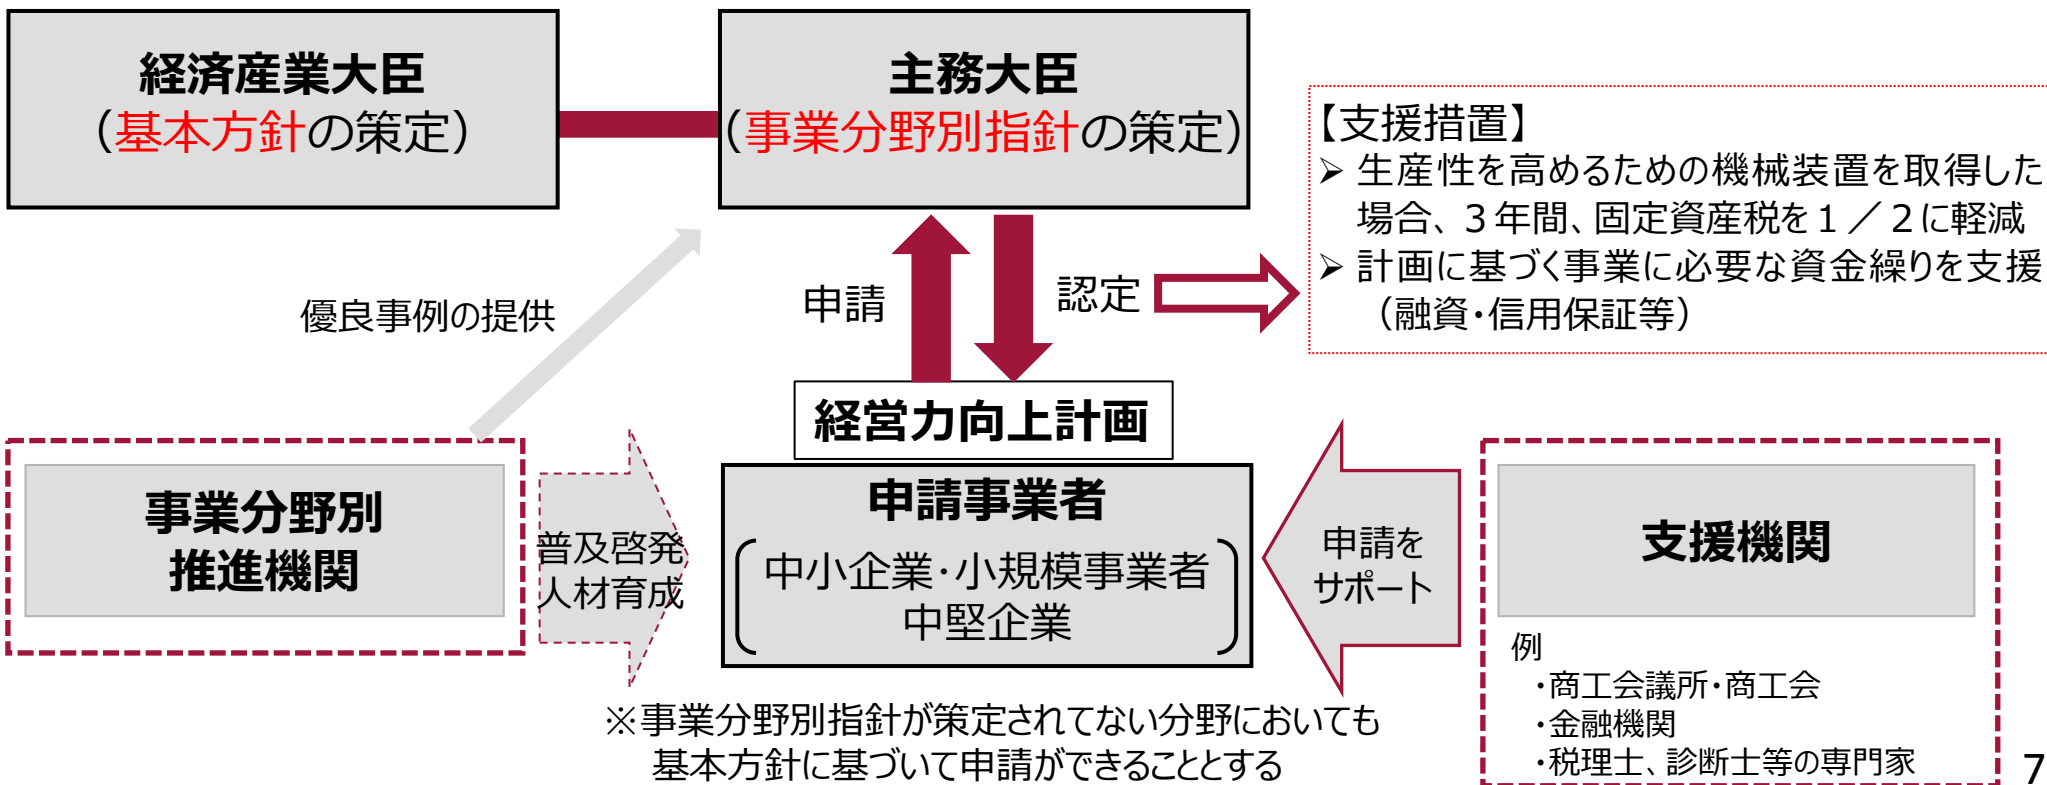 経済産業大臣
（基本方針の策定）
主務大臣
（事業分野別指針の策定）
【支援措置】
➢ 生産性を高めるための機械装置を取得した
場合、３年間、固定資産税を１／２に軽減
➢ 計画に基づく事業に必要な資金繰りを支援
（融資・信用保証等）
優良事例の提供
申請
認定
経営力向上計画
事業分野別
推進機関
普及啓発
人材育成
申請事業者
中小企業・小規模事業者
中堅企業
申請を
サポート
支援機関
例
・商工会議所・商工会
・金融機関
・税理士、診断士等の専門家
※事業分野別指針が策定されてない分野においても
基本方針に基づいて申請ができることとする
7